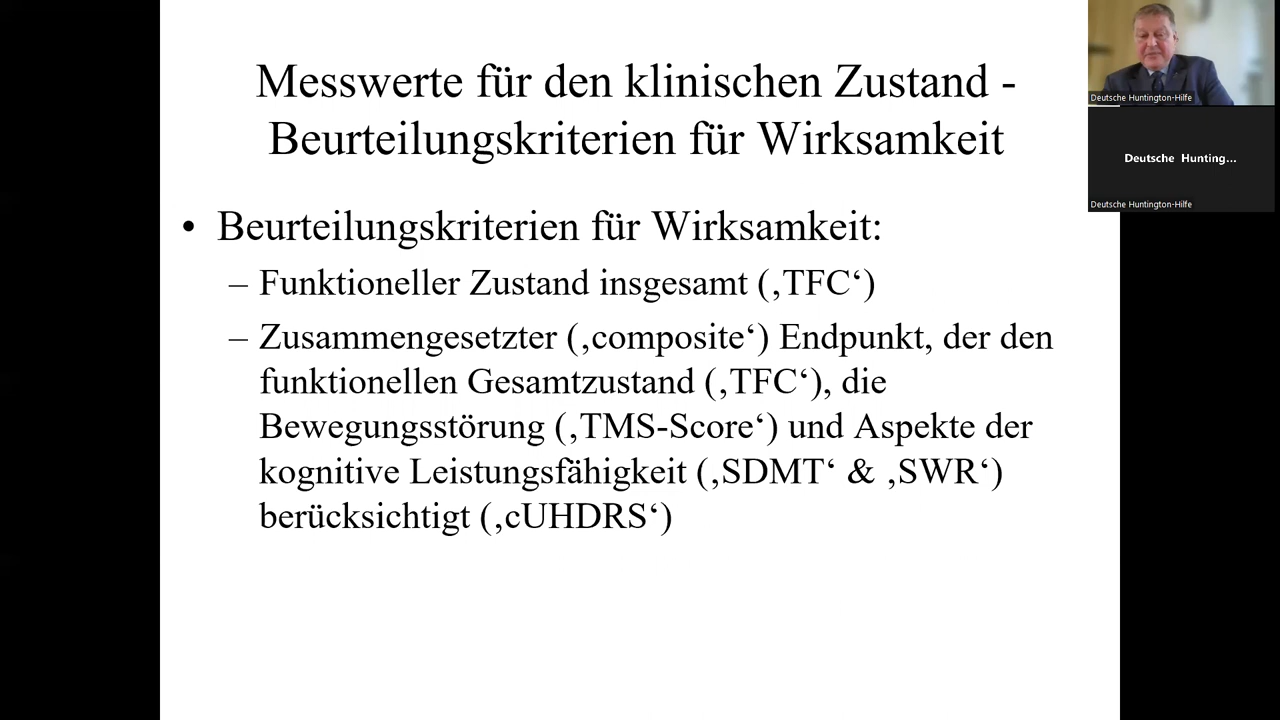 Messwerte für den klinischen Zustand -
Beurteilungskriterien für Wirksamkeit
• Beurteilungskriterien für Wirksamkeit:
– Funktioneller Zustand insgesamt (‚TFC‘)
– Zusammengesetzter (‚composite‘) Endpunkt, der den
funktionellen Gesamtzustand (‚TFC‘), die
Bewegungsstörung (‚TMS-Score‘) und Aspekte der
kognitive Leistungsfähigkeit (‚SDMT‘ & ‚SWR‘)
berücksichtigt (‚cUHDRS‘)
Deutsche Huntington-Hilfe
Deutsche Hunting...
Deutsche Huntington-Hilfe